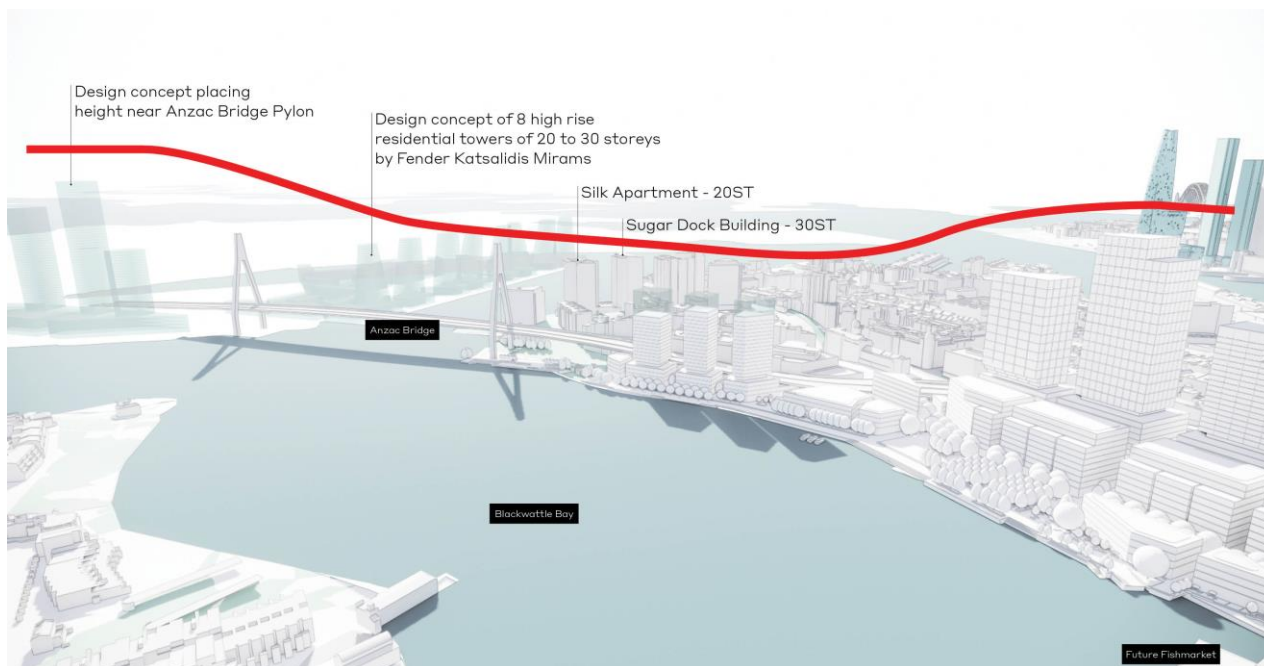 Design concept placing
height near Anzac Bridge Pylon
Design concept of 8 high rise
residential towers of 20 to 30 storeys
by Fender Katsalidis Mirams
Silk Apartment - 20ST
Sugar Dock Building - 30ST
Anzac Bridge
Blackwattle Bay
Future Fishmarket